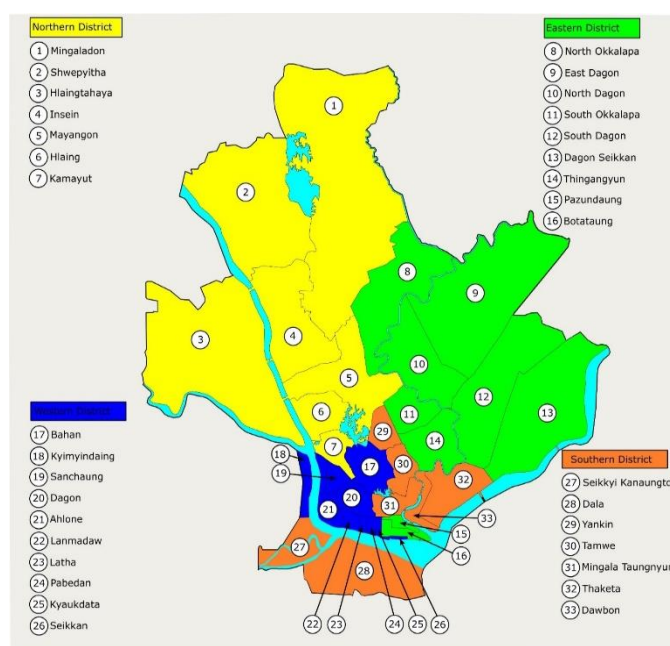 Northern District
1 Mingaladon
2 Shwepyitha
3 Hlaingtahaya
4 Insein
5 Mayangon
6 Hlaing
7 Kamayut
Eastern District
8 North Okkalapa
9 East Dagon
10 North Dagon
11 South Okkalapa
12 South Dagon
13 Dagon Seikkan
14 Thingangyun
15 Pazundaung
16 Botataung
1
2
8
9
3
4
10
5
12
6
11
13
29
7
14
18
17
30
19
32
20
31
21
33
15
27
16
28
22
23
24
25
26
Western District
17 Bahan
18 Kyimyindaing
19 Sanchaung
20 Dagon
21 Ahlone
22 Lanmadaw
23 Latha
24 Pabedan
25 Kyaukdata
26 Seikkan
Southern District
27 Seikkyi Kanaungto
28 Dala
29 Yankin
30 Tamwe
31 Mingala Taungnyunt
32 Thaketa
33 Dawbon